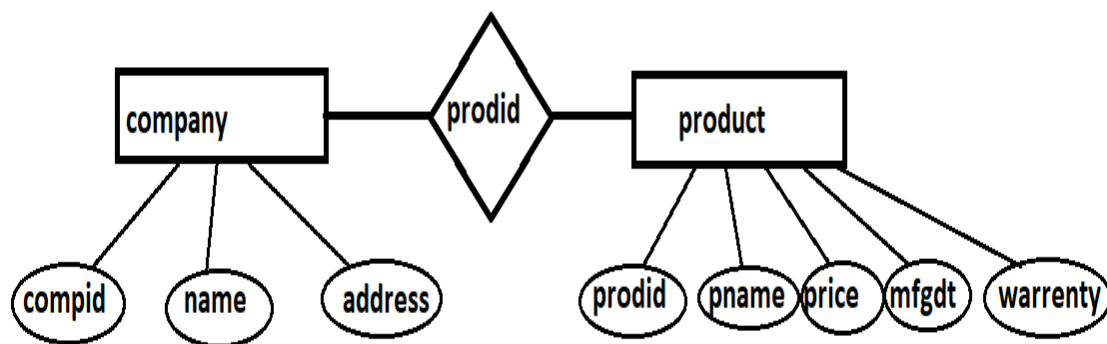 company
prodid
product
compid
name
address
prodid
pname
price
mfgdt
warrenty